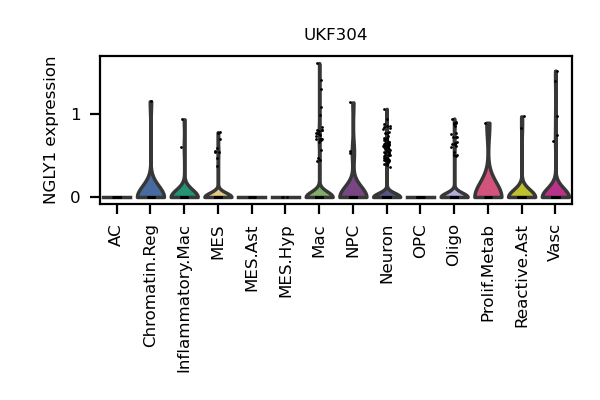 UKF304
NGLY1 expression
1
0
AC
Chromatin.Reg
Inflammatory.Mac
MES
MES.Ast
MES.Hyp
Mac
NPC
Neuron
OPC
Oligo
Prolif.Metab
Reactive.Ast
Vasc